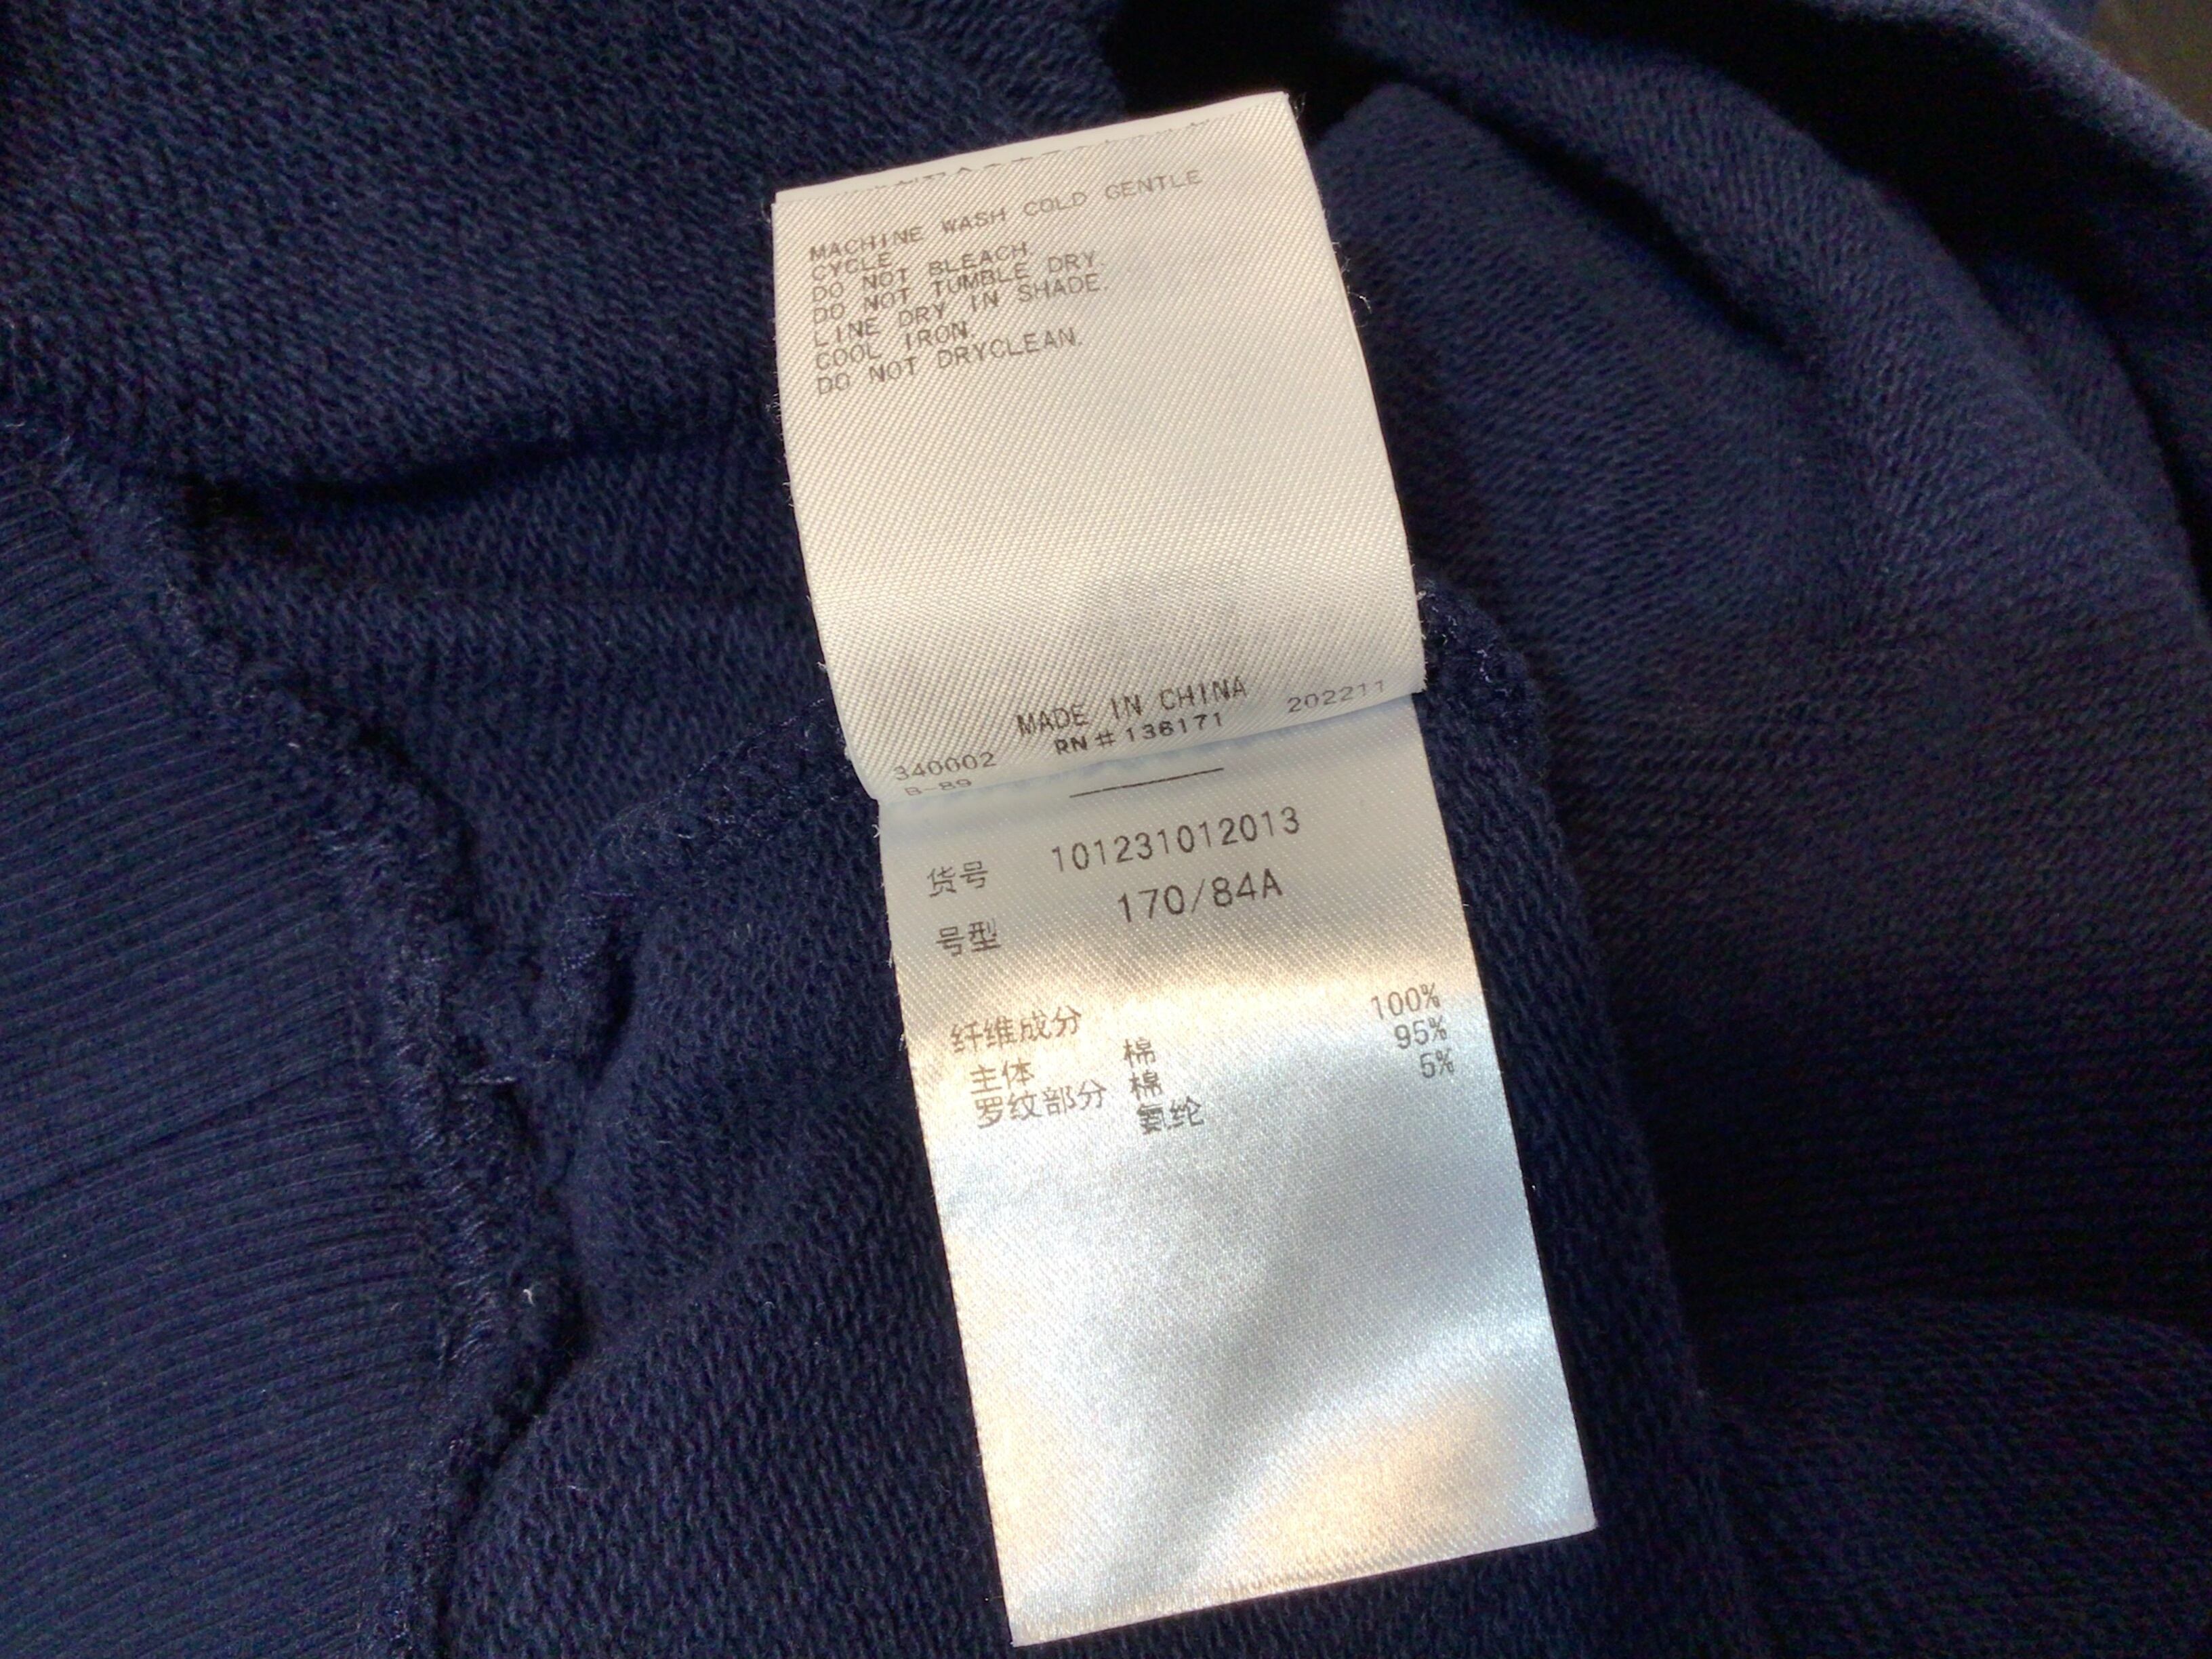 MACHINE WASH COLD GENTLE
CYCLE
DO NOT BLEACH
DO NOT TUMBLE DRY
LINE DRY IN SHADE.
COOL IRON.
DO NOT DRYCLEAN.
MADE IN CHINA
RN#136171 202211
340002
B-89
货号 101231012013
号型 170/84A
纤维成分
主体 棉 100%
罗纹部分 棉 95%
氨纶 5%